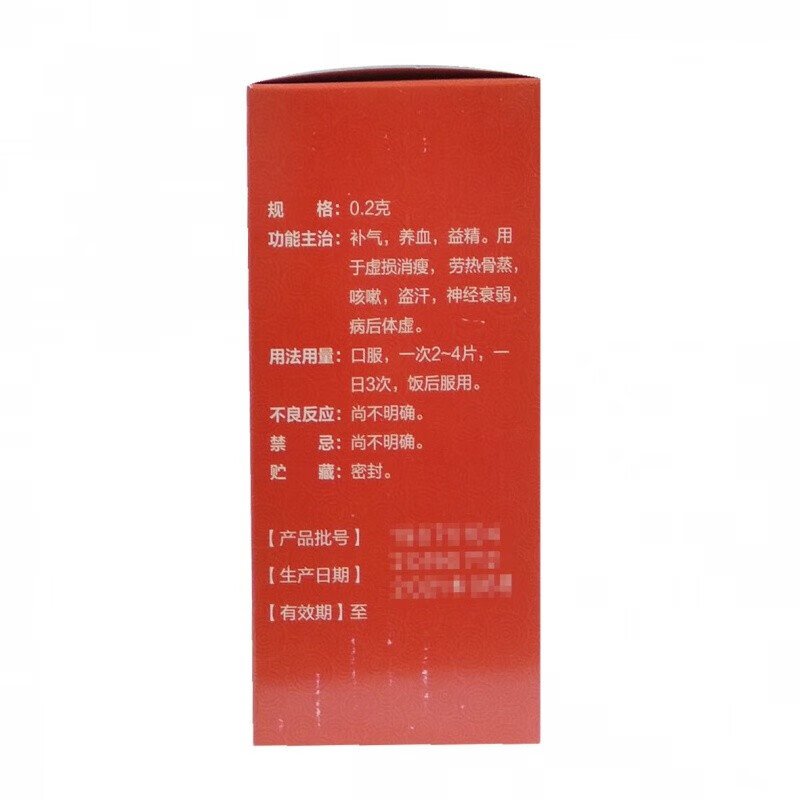 规 格：0.2克
功能主治：补气，养血，益精。用
于虚损消瘦，劳热骨蒸，
咳嗽，盗汗，神经衰弱，
病后体虚。
用法用量：口服，一次2~4片，一
日3次，饭后服用。
不良反应：尚不明确。
禁 忌：尚不明确。
贮 藏：密封。
【产品批号】
【生产日期】
【有效期】至